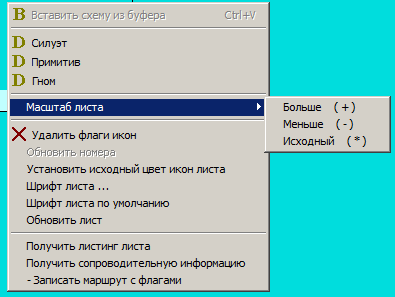 B Вставить схему из буфера Ctrl+V
D Силуэт
D Примитив
D Гном
Масштаб листа
Больше (+)
Меньше (-)
Исходный (*)
Удалить флаги икон
Обновить номера
Установить исходный цвет икон листа
Шрифт листа ...
Шрифт листа по умолчанию
Обновить лист
Получить листинг листа
Получить сопроводительную информацию
- Записать маршрут с флагами